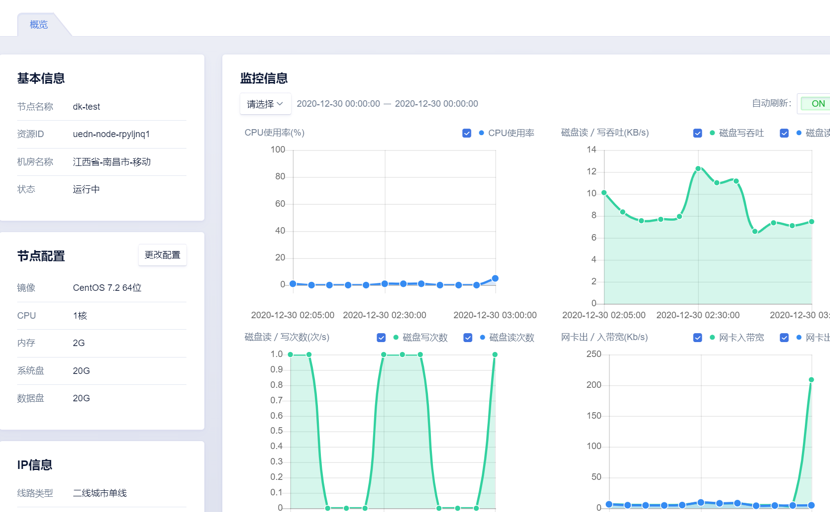 概览
基本信息
节点名称 dk-test
资源ID uedn-node-rpyljnq1
机房名称 江西省-南昌市-移动
状态 运行中
节点配置 更改配置
镜像 CentOS 7.2 64位
CPU 1核
内存 2G
系统盘 20G
数据盘 20G
IP信息
线路类型 二线城市单线
监控信息
请选择 2020-12-30 00:00:00 — 2020-12-30 00:00:00 自动刷新: ON
CPU使用率(%) CPU使用率
100
80
60
40
20
0
2020-12-30 02:05:00 2020-12-30 02:30:00 2020-12-30 03:00:00
磁盘读 / 写吞吐(KB/s) 磁盘写吞吐 磁盘读
14
12
10
8
6
4
2
0
2020-12-30 02:05:00 2020-12-30 02:30:00 2020-12-30 03:
磁盘读 / 写次数(次/s) 磁盘写次数 磁盘读次数
1.0
0.9
0.8
0.7
0.6
0.5
0.4
0.3
0.2
0.1
0
网卡出 / 入带宽(Kb/s) 网卡入带宽 网卡出
250
200
150
100
50
0